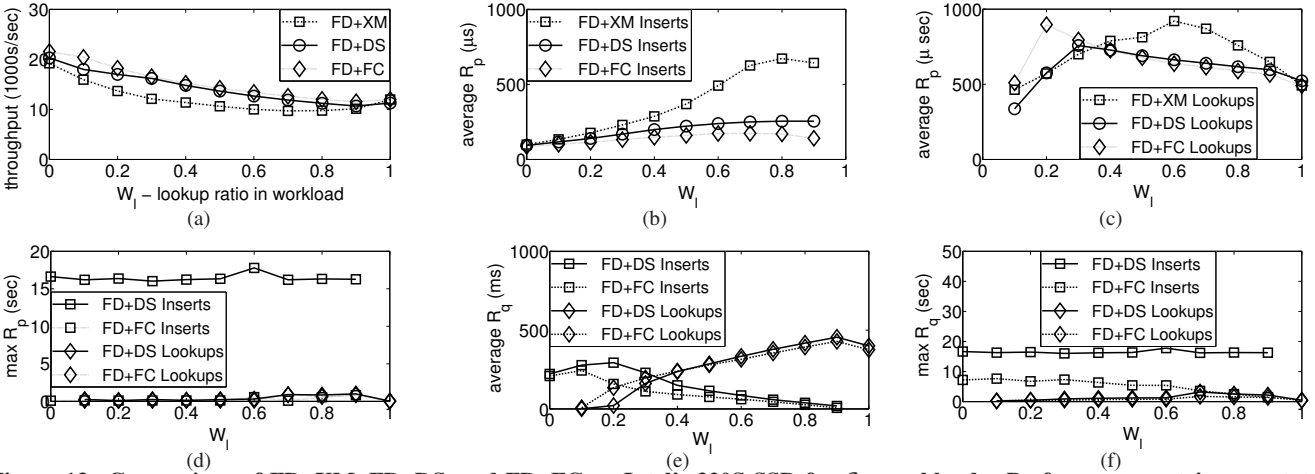 throughput (1000s/sec)
30
20
10
0
0 0.2 0.4 0.6 0.8 1
W_l – lookup ratio in workload
FD+XM
FD+DS
FD+FC
(a)
average R_p (μs)
1000
500
0
0 0.2 0.4 0.6 0.8 1
W_l
FD+XM Inserts
FD+DS Inserts
FD+FC Inserts
(b)
average R_p (μ sec)
1000
500
0
0 0.2 0.4 0.6 0.8 1
W_l
FD+XM Lookups
FD+DS Lookups
FD+FC Lookups
(c)
max R_p (sec)
20
15
10
5
0
0 0.2 0.4 0.6 0.8 1
W_l
FD+DS Inserts
FD+FC Inserts
FD+DS Lookups
FD+FC Lookups
(d)
average R_q (ms)
1000
500
0
0 0.2 0.4 0.6 0.8 1
W_l
FD+DS Inserts
FD+FC Inserts
FD+DS Lookups
FD+FC Lookups
(e)
max R_q (sec)
50
40
30
20
10
0
0 0.2 0.4 0.6 0.8 1
W_l
FD+DS Inserts
FD+FC Inserts
FD+DS Lookups
FD+FC Lookups
(f)